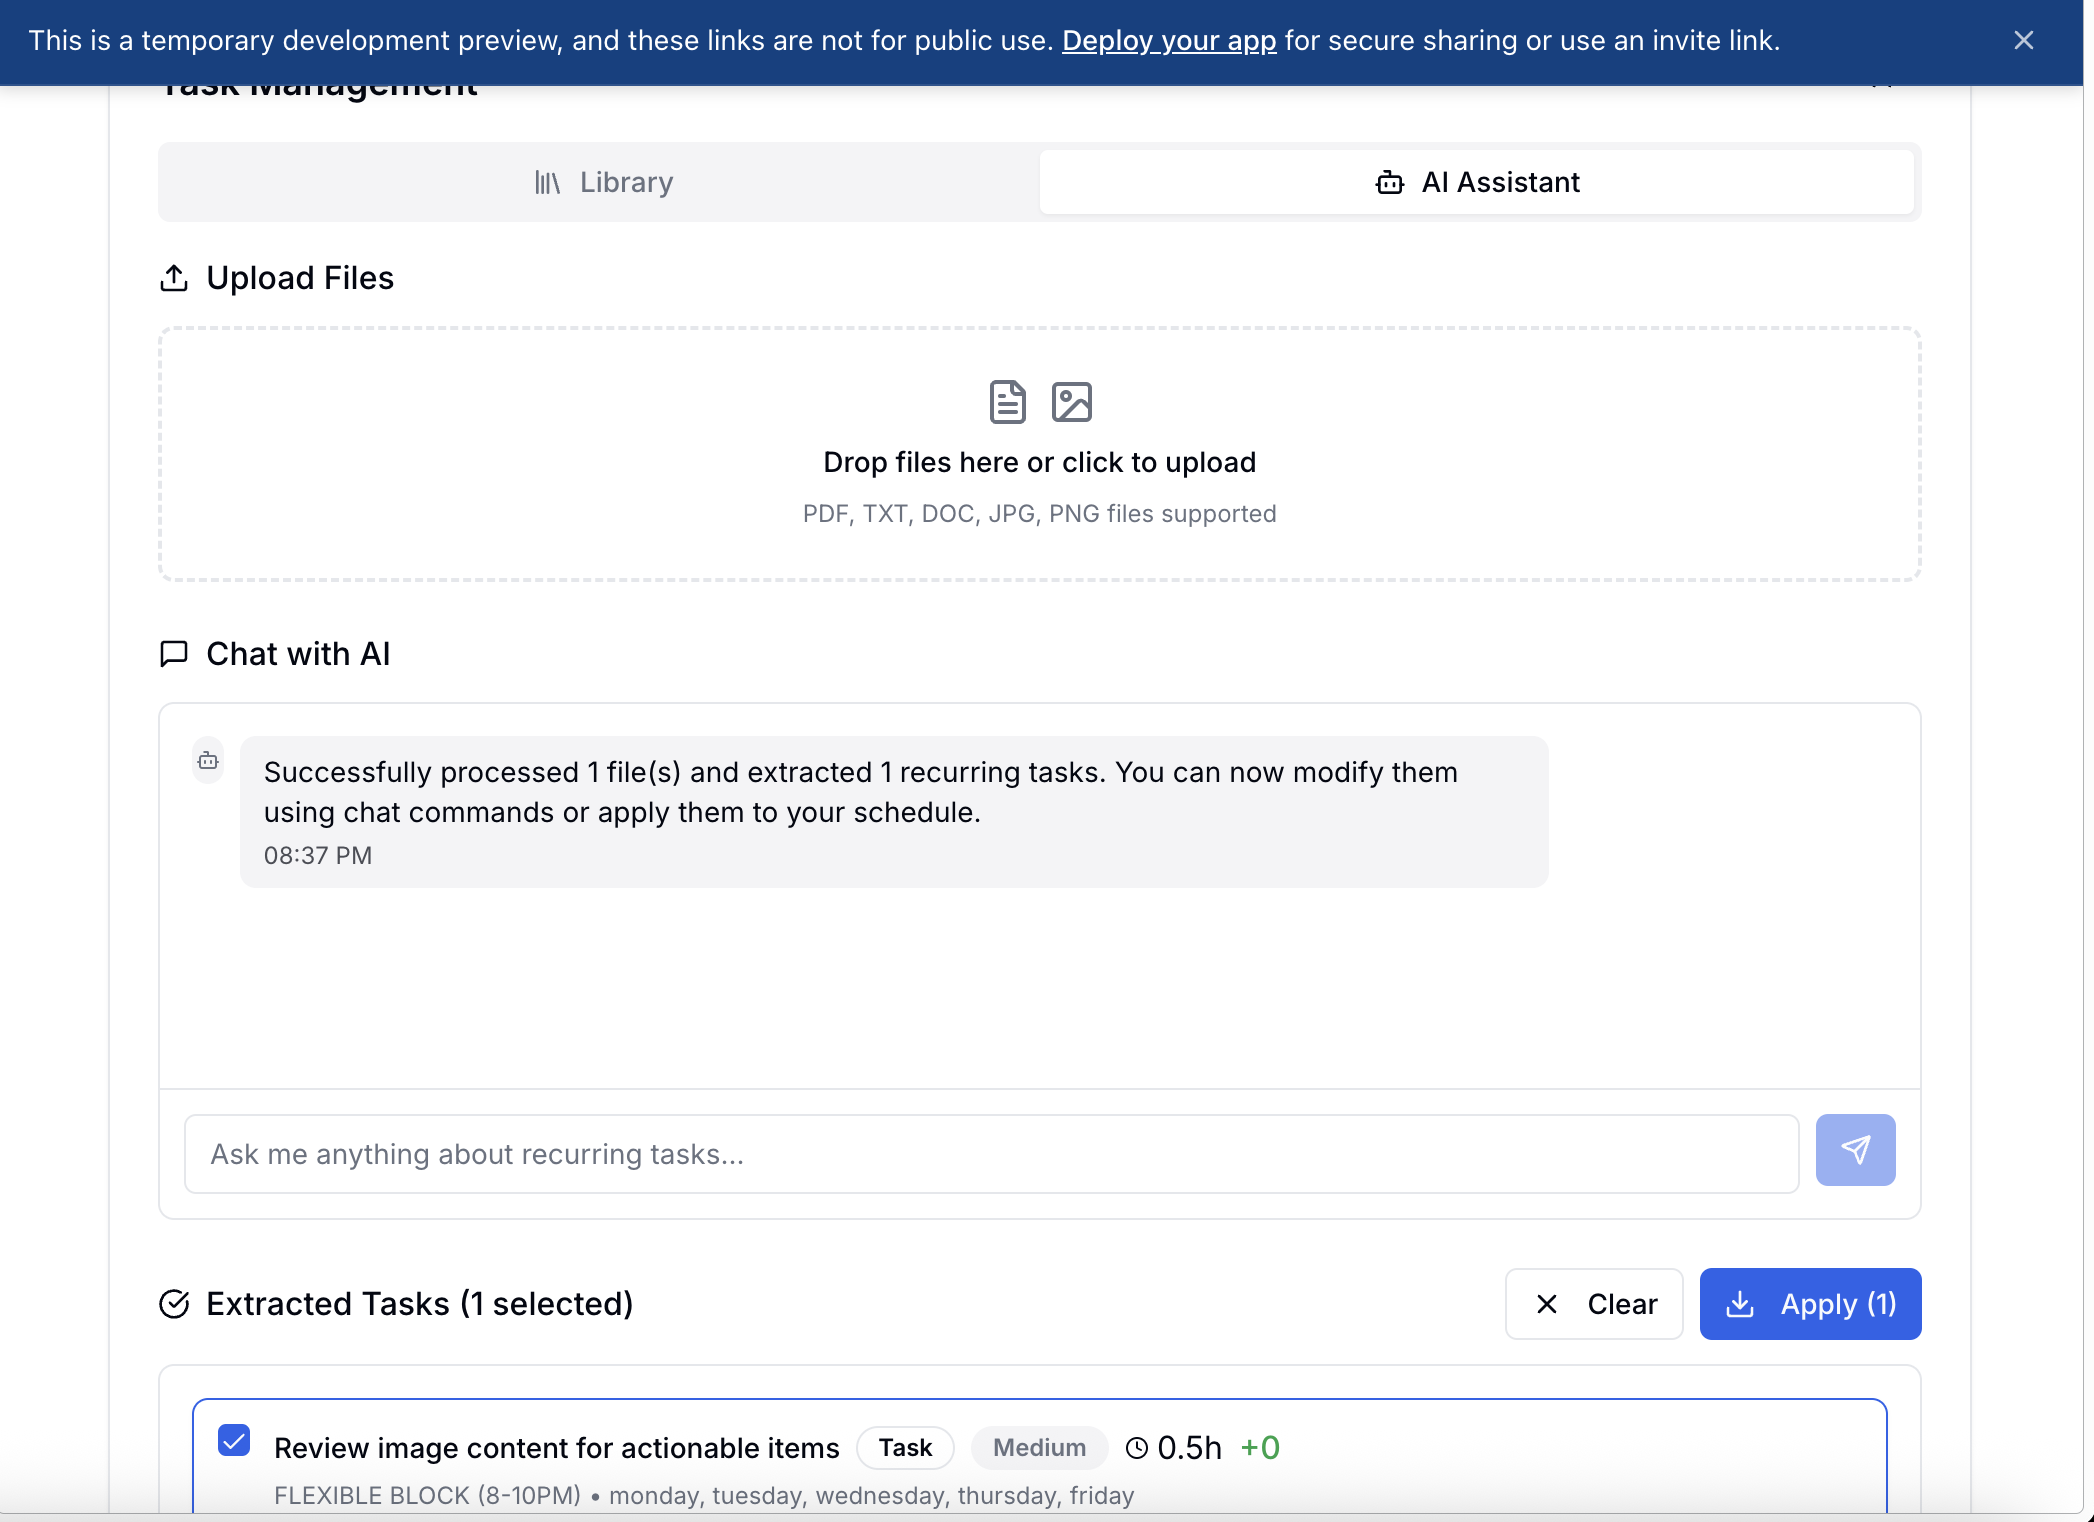 This is a temporary development preview, and these links are not for public use. Deploy your app for secure sharing or use an invite link.
Task Management
Library
AI Assistant
Upload Files
Drop files here or click to upload
PDF, TXT, DOC, JPG, PNG files supported
Chat with AI
Successfully processed 1 file(s) and extracted 1 recurring tasks. You can now modify them
using chat commands or apply them to your schedule.
08:37 PM
Ask me anything about recurring tasks...
Extracted Tasks (1 selected)
Clear
Apply (1)
Review image content for actionable items Task Medium 0.5h +0
FLEXIBLE BLOCK (8-10PM) • monday, tuesday, wednesday, thursday, friday